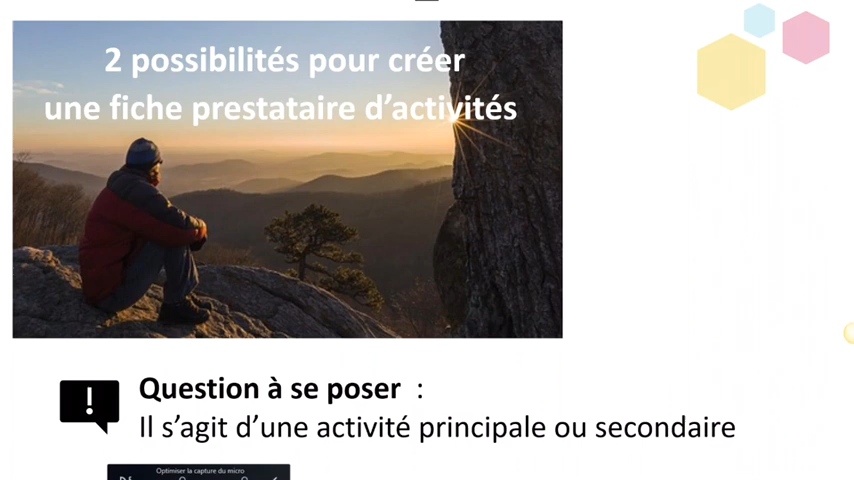 2 possibilités pour créer
une fiche prestataire d’activités
Question à se poser :
Il s’agit d’une activité principale ou secondaire
Optimiser la capture du micro